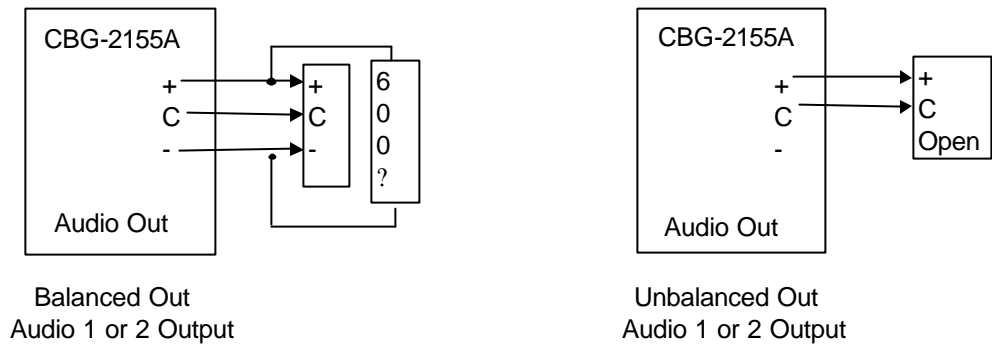 CBG-2155A
+
C
-
Audio Out
+
C
-
6
0
0
?
Balanced Out
Audio 1 or 2 Output
CBG-2155A
+
C
-
Audio Out
+
C
Open
Unbalanced Out
Audio 1 or 2 Output